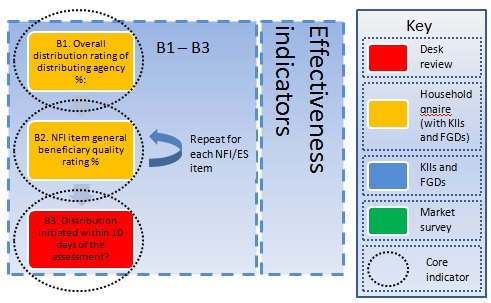 B1. Overall
distribution rating of
distributing agency
%:
B1 – B3
B2. NFI item general
beneficiary quality
rating %
Repeat for
each NFI/ES
item
B3. Distribution
initiated within 10
days of the
assessment?
Effectiveness
indicators
Key
Desk
review
Household
qnaire
(with KIIs
and FGDs)
KIIs and
FGDs
Market
survey
Core
indicator